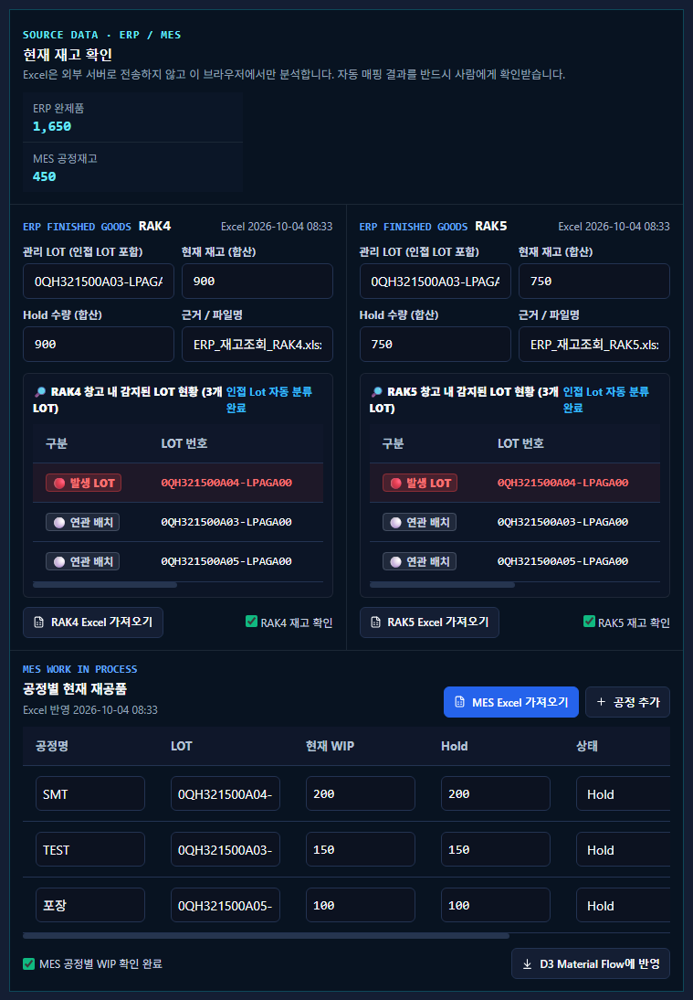 SOURCE DATA · ERP / MES
현재 재고 확인
Excel은 외부 서버로 전송하지 않고 이 브라우저에서만 분석합니다. 자동 매핑 결과를 반드시 사람에게 확인받습니다.
ERP 완제품
1,650
MES 공정재고
450
ERP FINISHED GOODS RAK4
Excel 2026-10-04 08:33
관리 LOT (인접 LOT 포함)
현재 재고 (합산)
0QH321500A03-LPAGA
900
Hold 수량 (합산)
근거 / 파일명
900
ERP_재고조회_RAK4.xls
RAK4 창고 내 감지된 LOT 현황 (3개
LOT)
인접 Lot 자동 분류
완료
구분
LOT 번호
발생 LOT
0QH321500A04-LPAGA00
연관 배치
0QH321500A03-LPAGA00
연관 배치
0QH321500A05-LPAGA00
RAK4 Excel 가져오기
RAK4 재고 확인
ERP FINISHED GOODS RAK5
Excel 2026-10-04 08:33
관리 LOT (인접 LOT 포함)
현재 재고 (합산)
0QH321500A03-LPAGA
750
Hold 수량 (합산)
근거 / 파일명
750
ERP_재고조회_RAK5.xls
RAK5 창고 내 감지된 LOT 현황 (3개
LOT)
인접 Lot 자동 분류
완료
구분
LOT 번호
발생 LOT
0QH321500A04-LPAGA00
연관 배치
0QH321500A03-LPAGA00
연관 배치
0QH321500A05-LPAGA00
RAK5 Excel 가져오기
RAK5 재고 확인
MES WORK IN PROCESS
공정별 현재 재공품
Excel 반영 2026-10-04 08:33
MES Excel 가져오기
+ 공정 추가
공정명
LOT
현재 WIP
Hold
상태
SMT
0QH321500A04-
200
200
Hold
TEST
0QH321500A03-
150
150
Hold
포장
0QH321500A05-
100
100
Hold
MES 공정별 WIP 확인 완료
D3 Material Flow에 반영